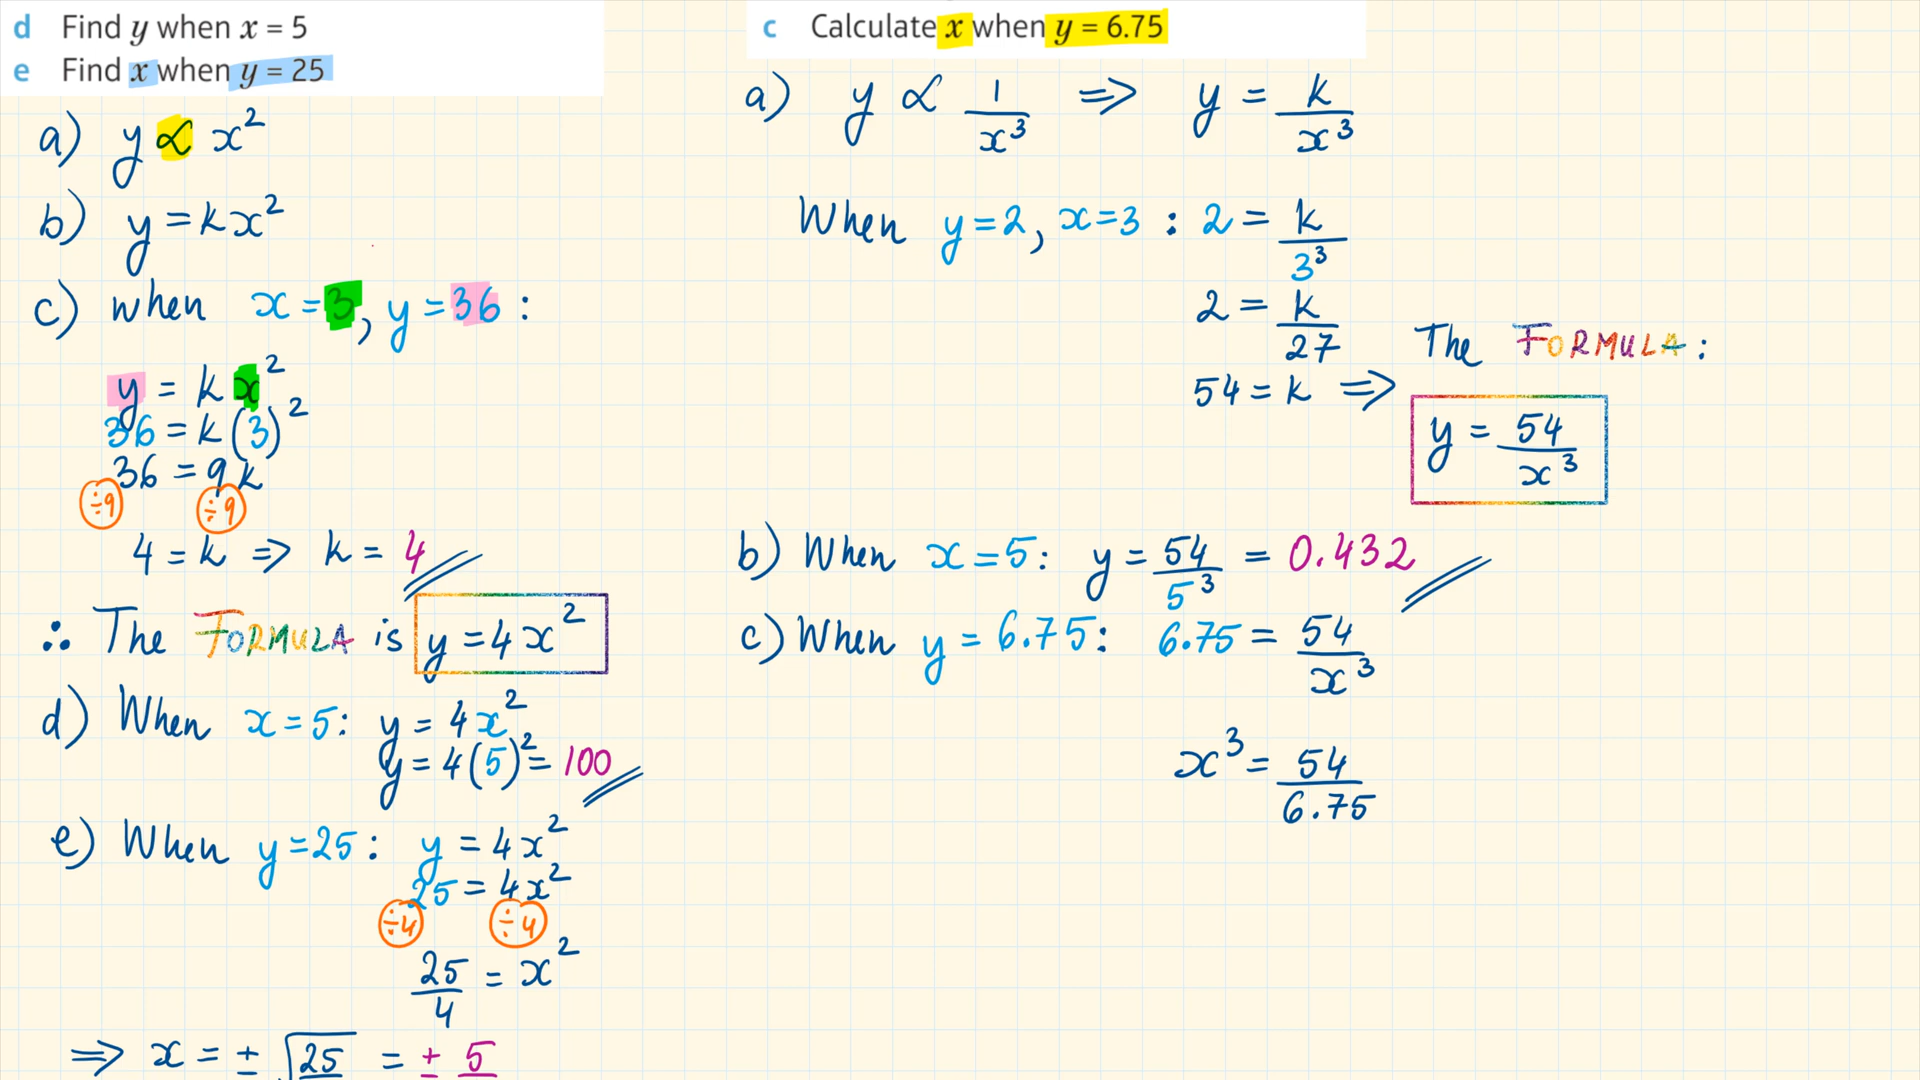 d Find y when x = 5
e Find x when y = 25
a) y ∝ x²
b) y = kx²
c) when x = 3, y = 36 :
y = kx²
36 = k(3)²
36 = 9k
÷9 ÷9
4 = k ⇒ k = 4
∴ The FORMULA is y = 4x²
d) When x = 5: y = 4x²
y = 4(5)² = 100
e) When y = 25 : y = 4x²
25 = 4x²
÷4 ÷4
25/4 = x²
⇒ x = ± √25 = ± 5
c Calculate x when y = 6.75
a) y ∝ 1/x³ ⇒ y = k/x³
When y = 2, x = 3 : 2 = k/3³
2 = k/27
54 = k ⇒
The FORMULA :
y = 54/x³
b) When x = 5 : y = 54/5³ = 0.432
c) When y = 6.75 : 6.75 = 54/x³
x³ = 54/6.75